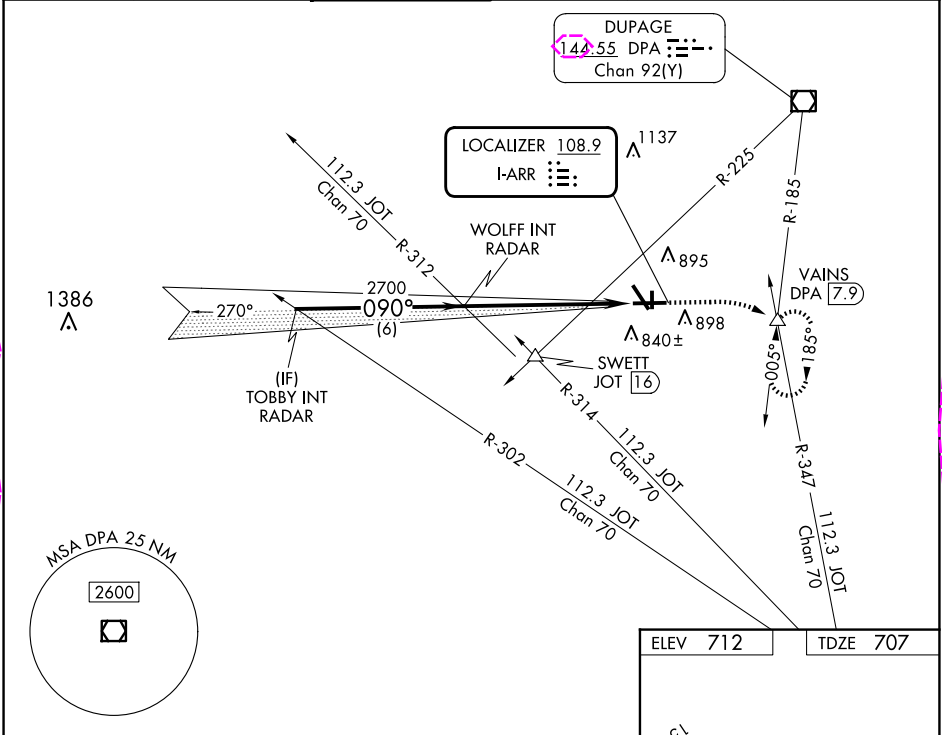 DUPAGE
144.55 DPA
Chan 92(Y)
LOCALIZER 108.9
I-ARR
1137
R-225
R-185
112.3 JOT
Chan 70
R-312
WOLFF INT
RADAR
895
VAINS
DPA 7.9
1386
2700
090°
(6)
270°
898
840±
SWETT
JOT 16
005°
185°
(IF)
TOBBY INT
RADAR
R-314
112.3 JOT
Chan 70
R-302
112.3 JOT
Chan 70
R-347
112.3 JOT
Chan 70
MSA DPA 25 NM
2600
ELEV 712
TDZE 707